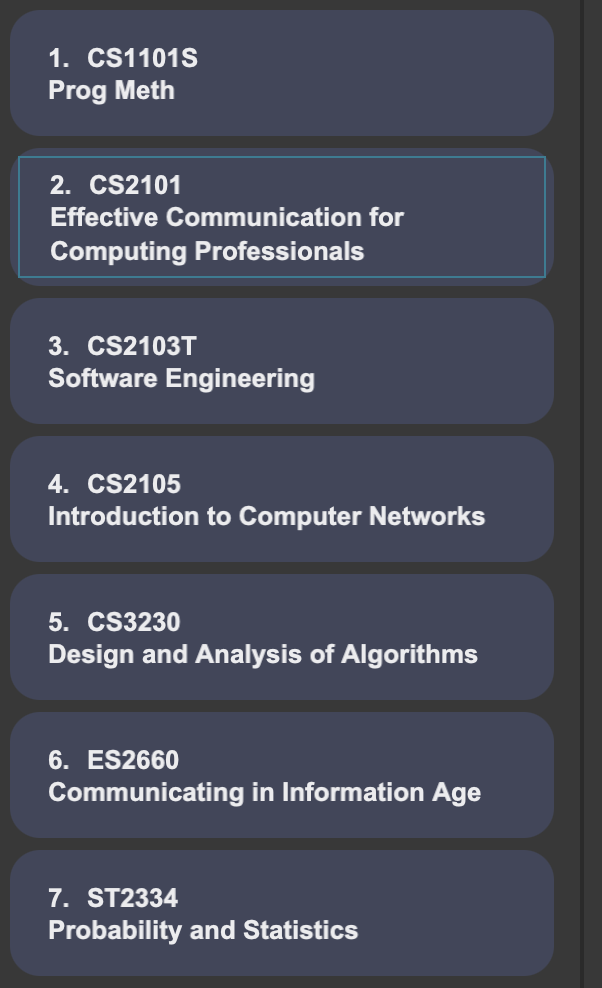 1. CS1101S
Prog Meth
2. CS2101
Effective Communication for
Computing Professionals
3. CS2103T
Software Engineering
4. CS2105
Introduction to Computer Networks
5. CS3230
Design and Analysis of Algorithms
6. ES2660
Communicating in Information Age
7. ST2334
Probability and Statistics